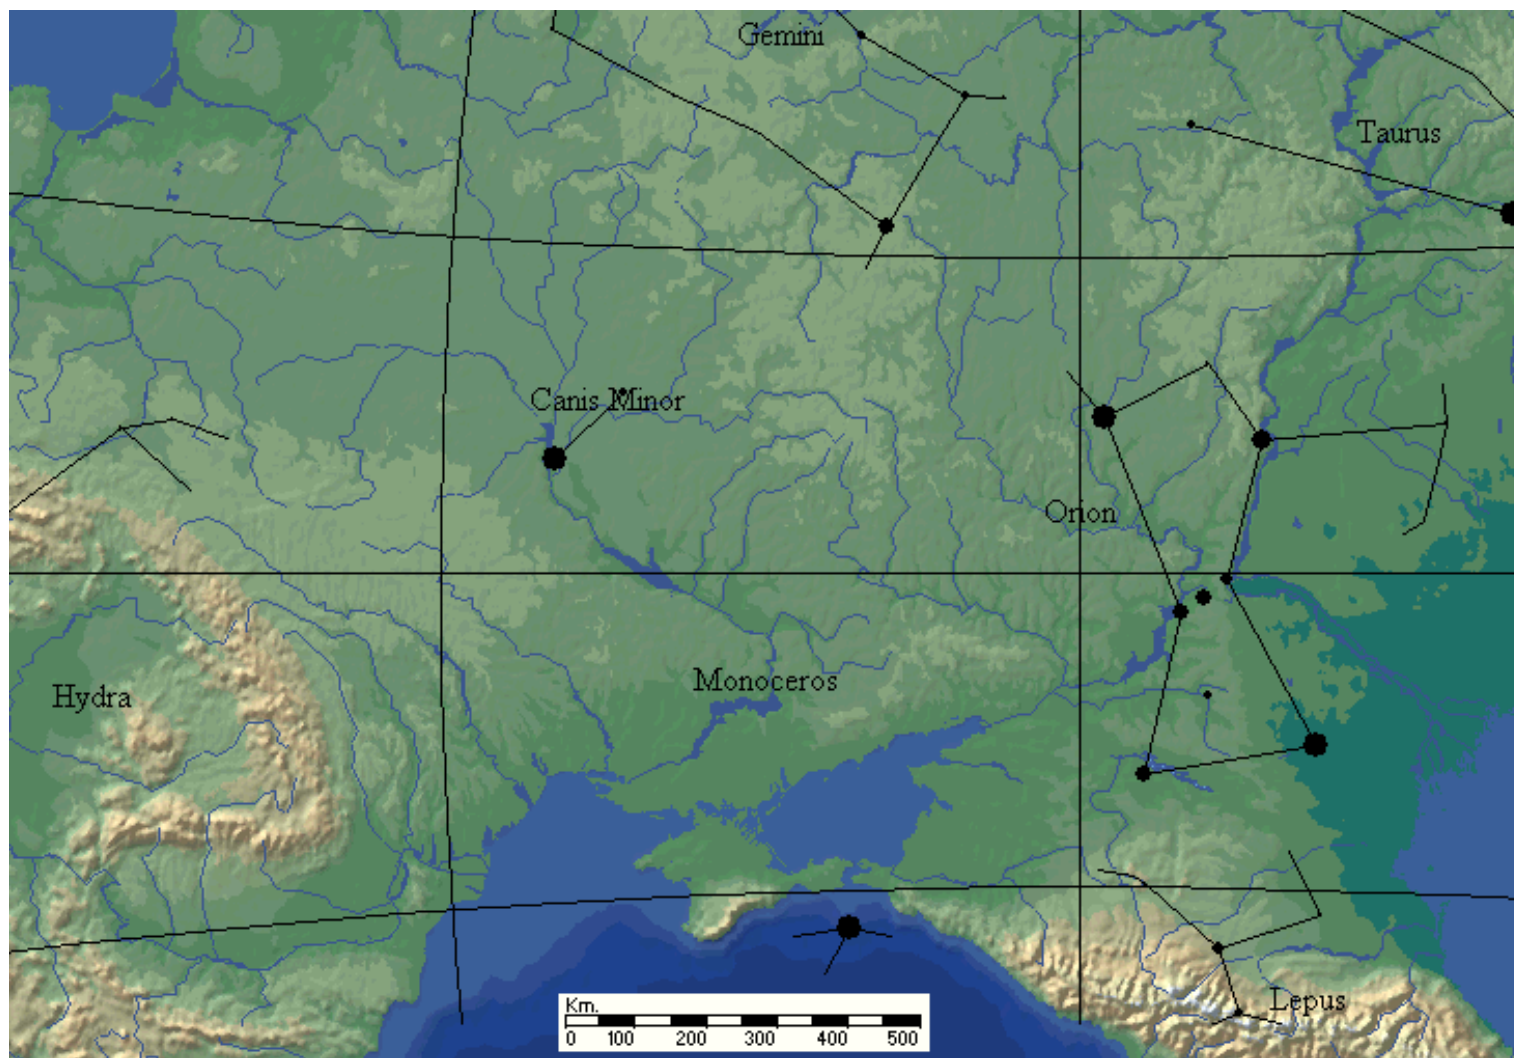 Gemini
Taurus
Canis Minor
Orion
Monoceros
Hydra
Lepus
Km.
0 100 200 300 400 500